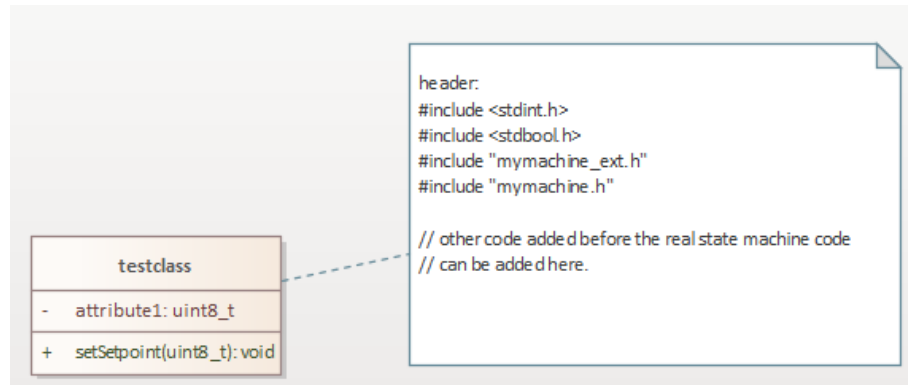 header:
#include <stdint.h>
#include <stdbool.h>
#include "mymachine_ext.h"
#include "mymachine.h"
// other code added before the real state machine code
// can be added here.
testclass
- attribute1: uint8_t
+ setSetpoint(uint8_t): void